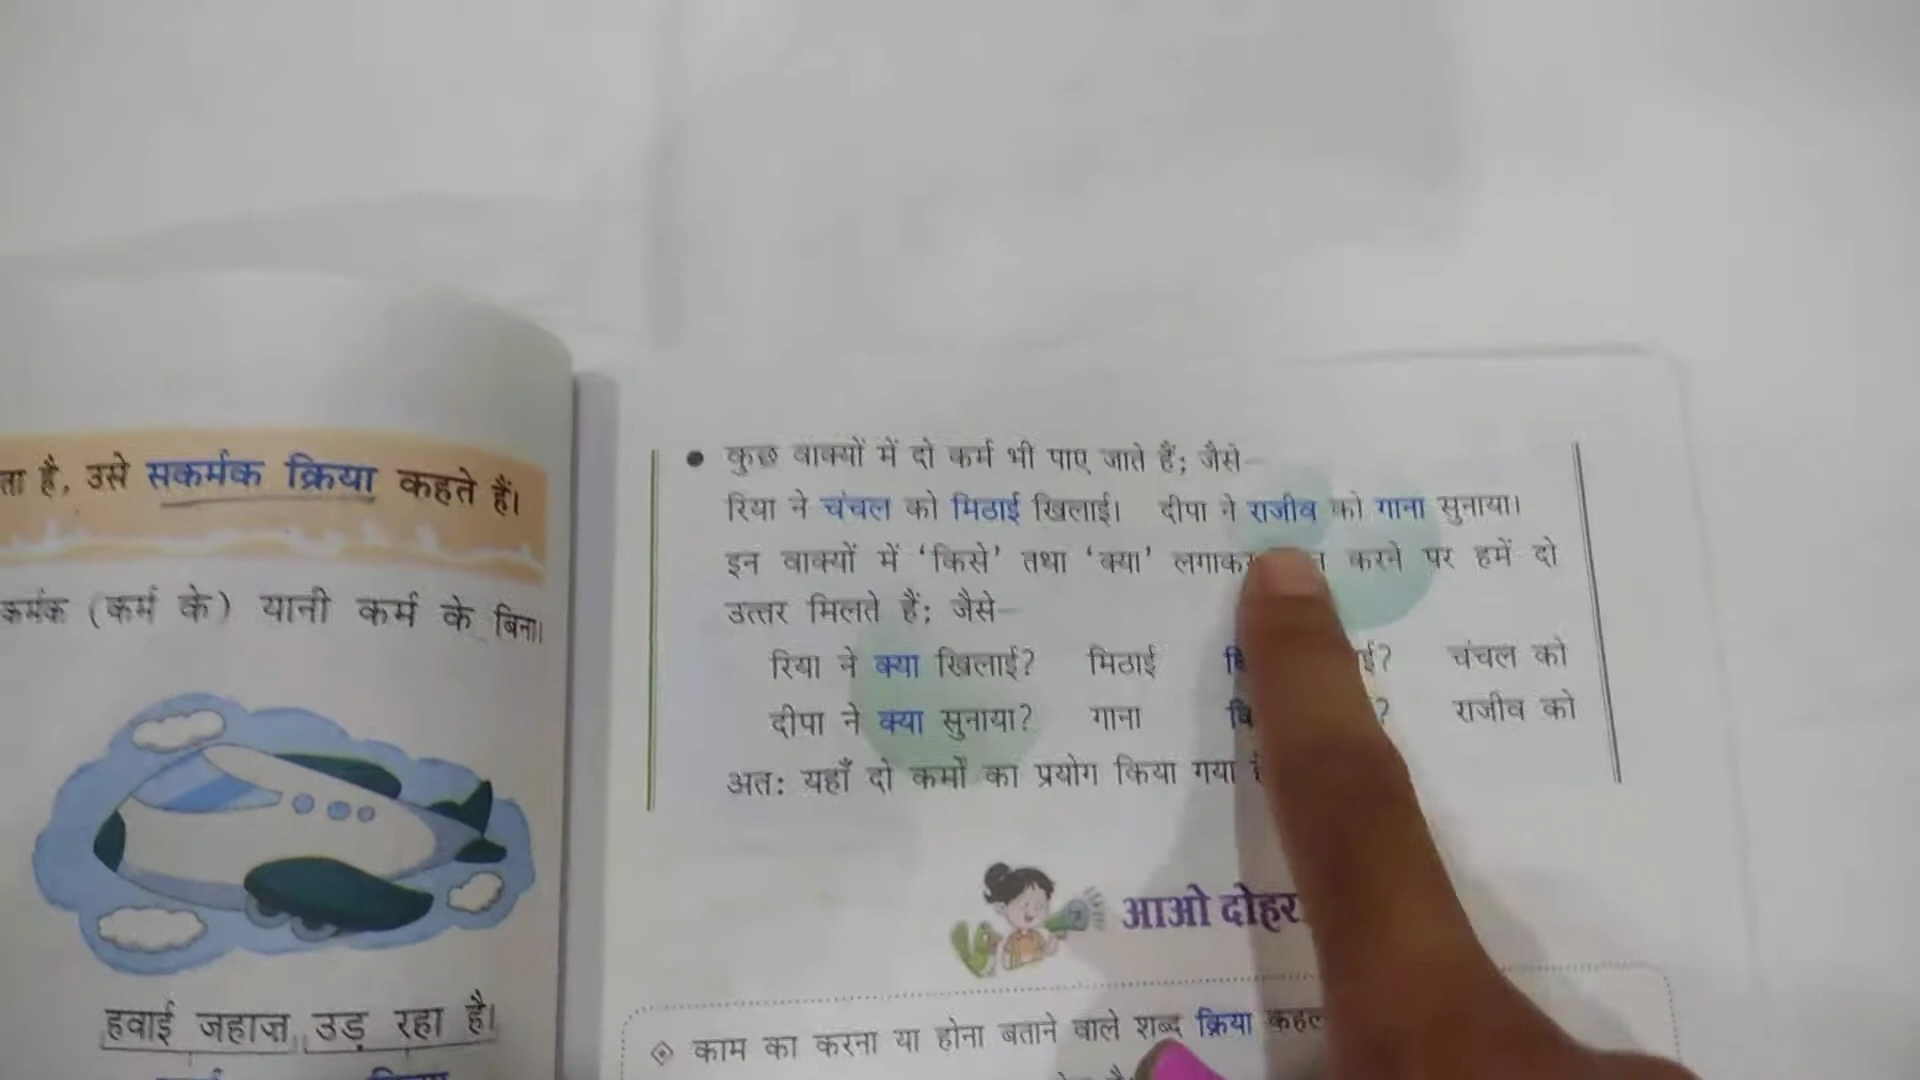 ता है, उसे सकर्मक क्रिया कहते हैं।
कर्मक (कर्म के) यानी कर्म के बिना।
हवाई जहाज़ उड़ रहा है।
कुछ वाक्यों में दो कर्म भी पाए जाते हैं; जैसे–
रिया ने चंचल को मिठाई खिलाई। दीपा ने राजीव को गाना सुनाया।
इन वाक्यों में ‘किसे’ तथा ‘क्या’ लगाकर करने पर हमें दो
उत्तर मिलते हैं; जैसे–
रिया ने क्या खिलाई? मिठाई चंचल को
दीपा ने क्या सुनाया? गाना राजीव को
अत: यहाँ दो कर्मों का प्रयोग किया गया
आओ दोहर
काम का करना या होना बताने वाले शब्द क्रिया कहल